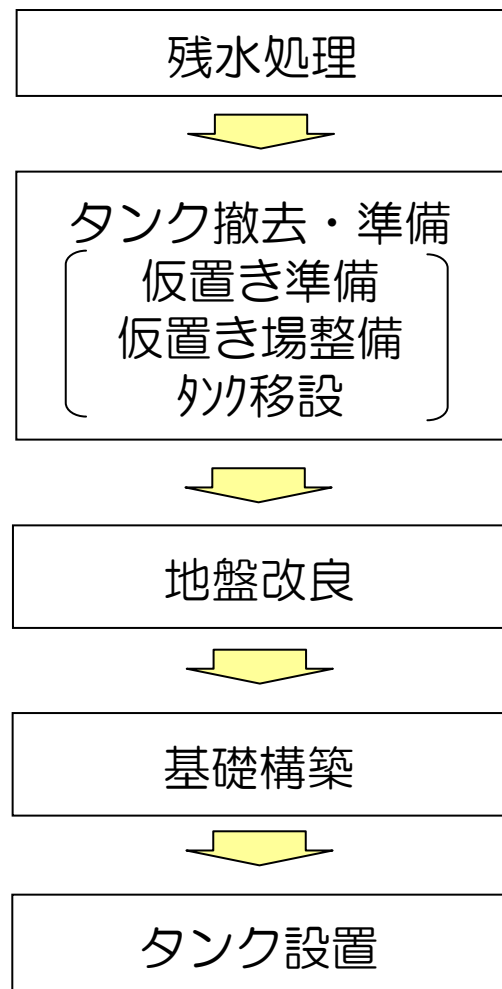 残水処理
タンク撤去・準備
仮置き準備
仮置き場整備
ﾀﾝｸ移設
地盤改良
基礎構築
タンク設置